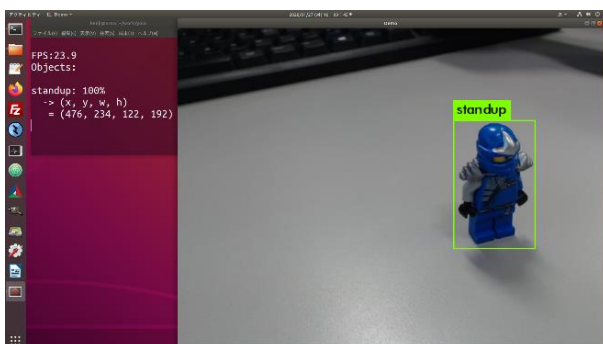 FPS:23.9
Objects:
standup: 100%
-> (x, y, w, h)
= (476, 234, 122, 192)
standup